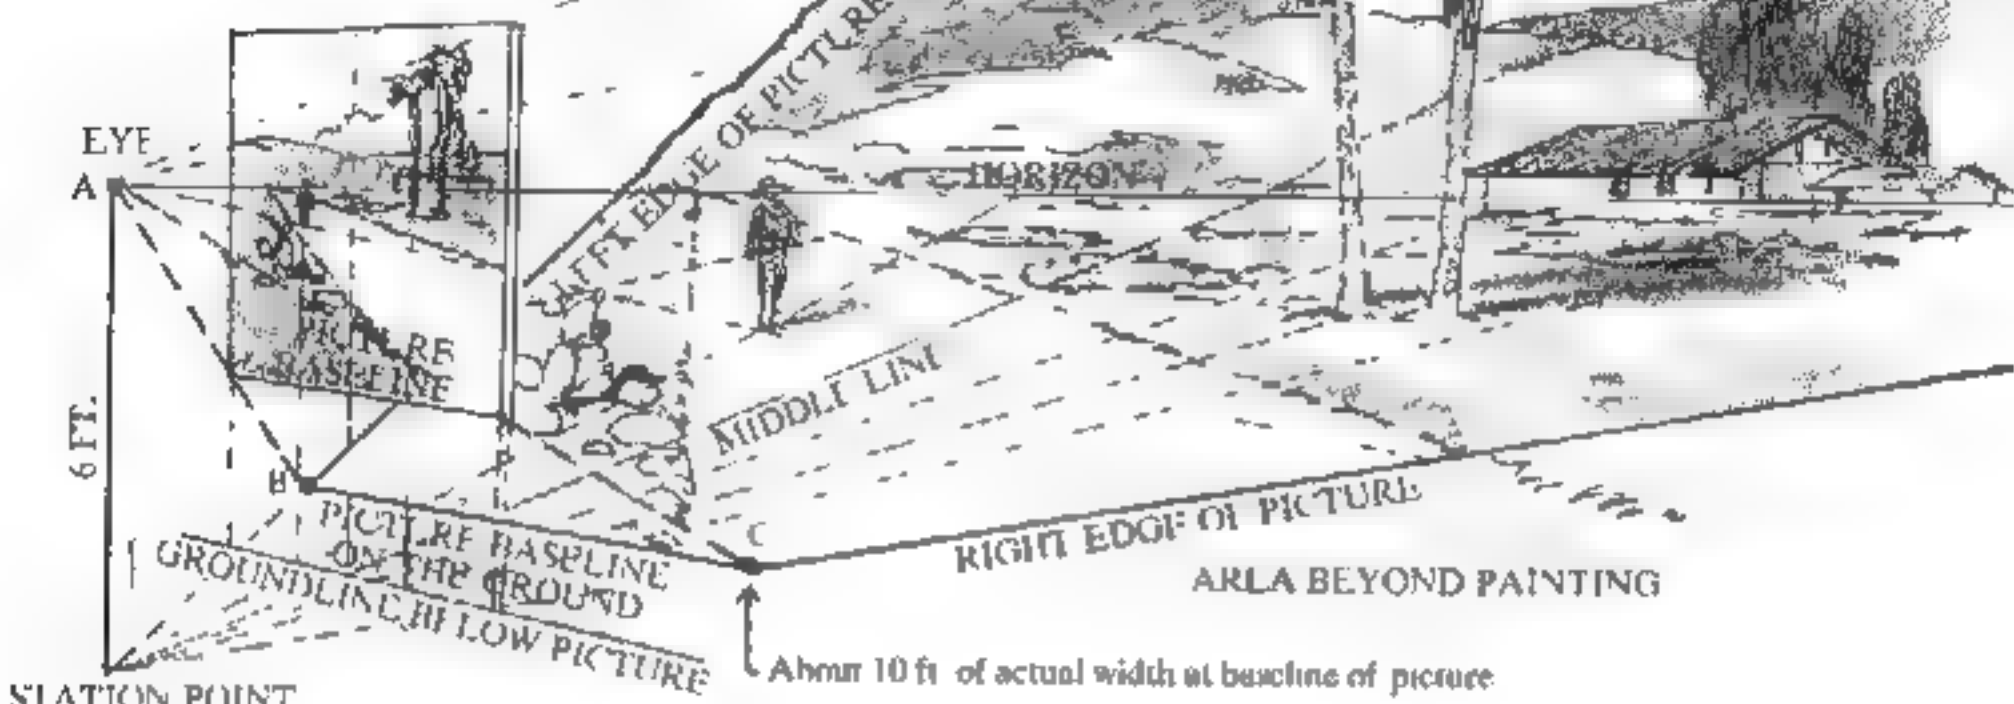 EYE
A
LEFT EDGE OF PICTURE
HORIZON
PICTURE
BASELINE
MIDDLE LINE
6 FT.
B
C
PICTURE BASELINE
ON THE GROUND
GROUNDLINE BELOW PICTURE
RIGHT EDGE OF PICTURE
AREA BEYOND PAINTING
About 10 ft of actual width at baseline of picture
STATION POINT